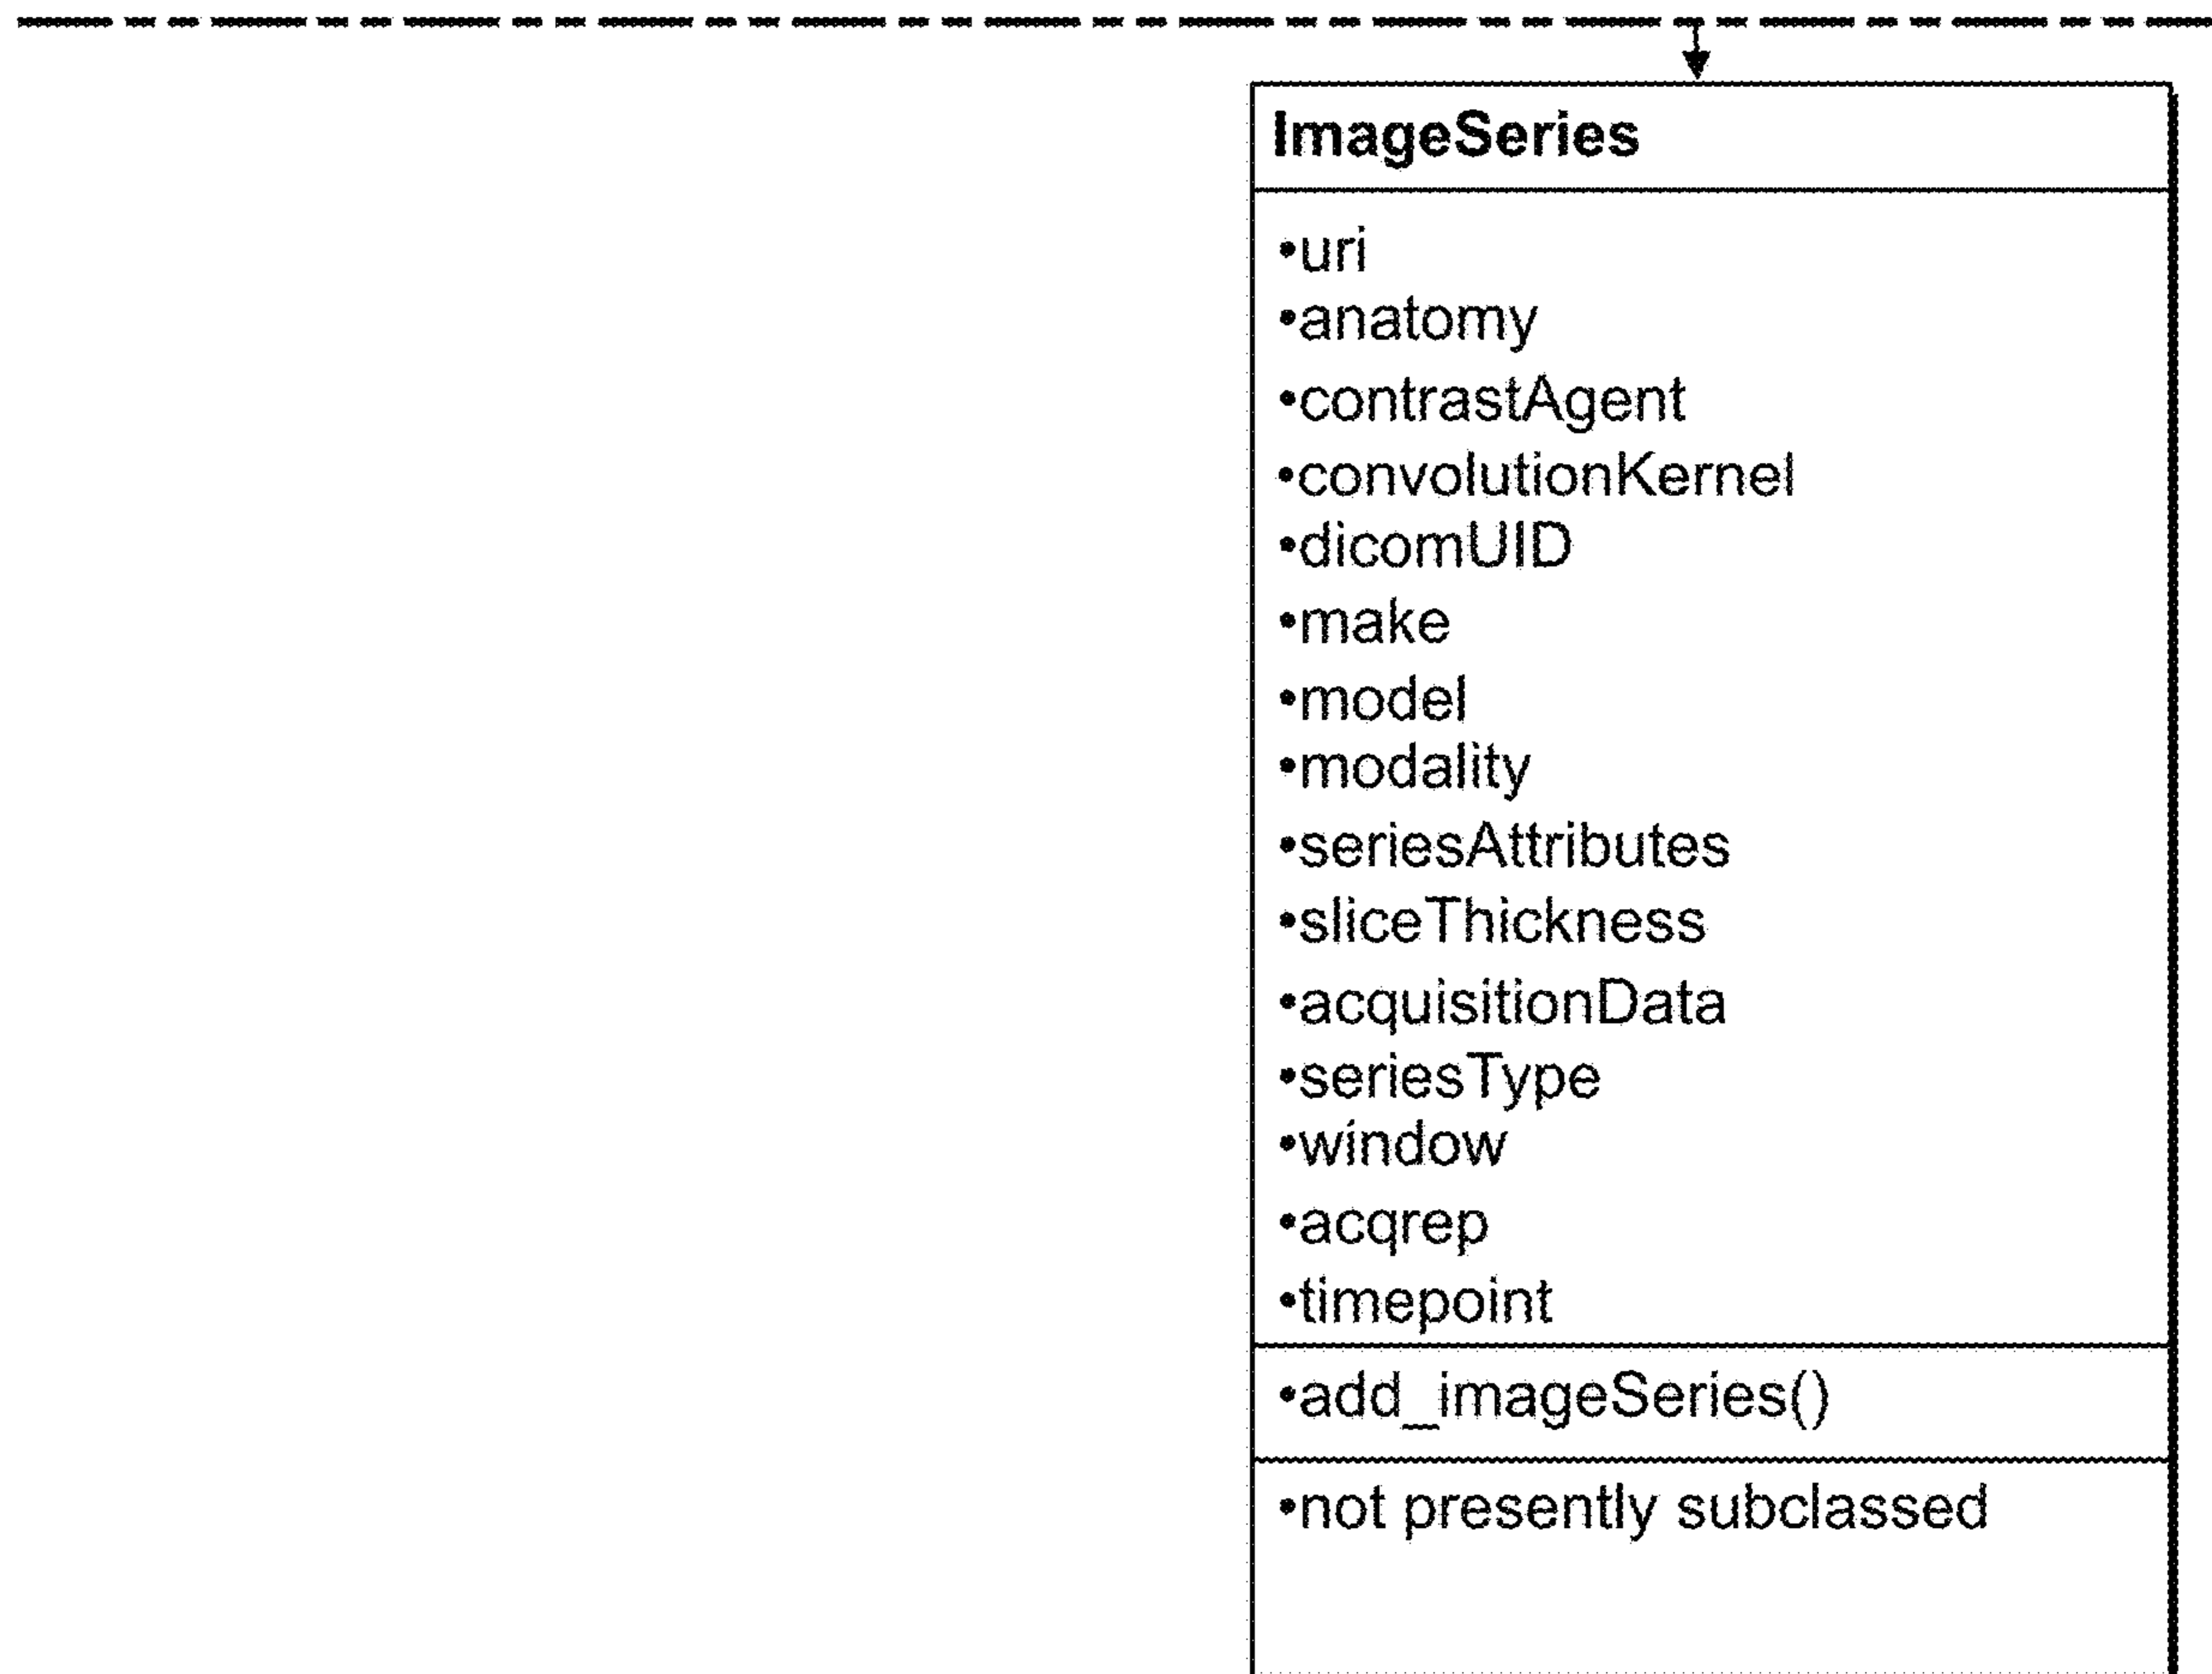 ImageSeries
•uri
•anatomy
•contrastAgent
•convolutionKernel
•dicomUID
•make
•model
•modality
•seriesAttributes
•sliceThickness
•acquisitionData
•seriesType
•window
•acqrep
•timepoint
•add_imageSeries()
•not presently subclassed